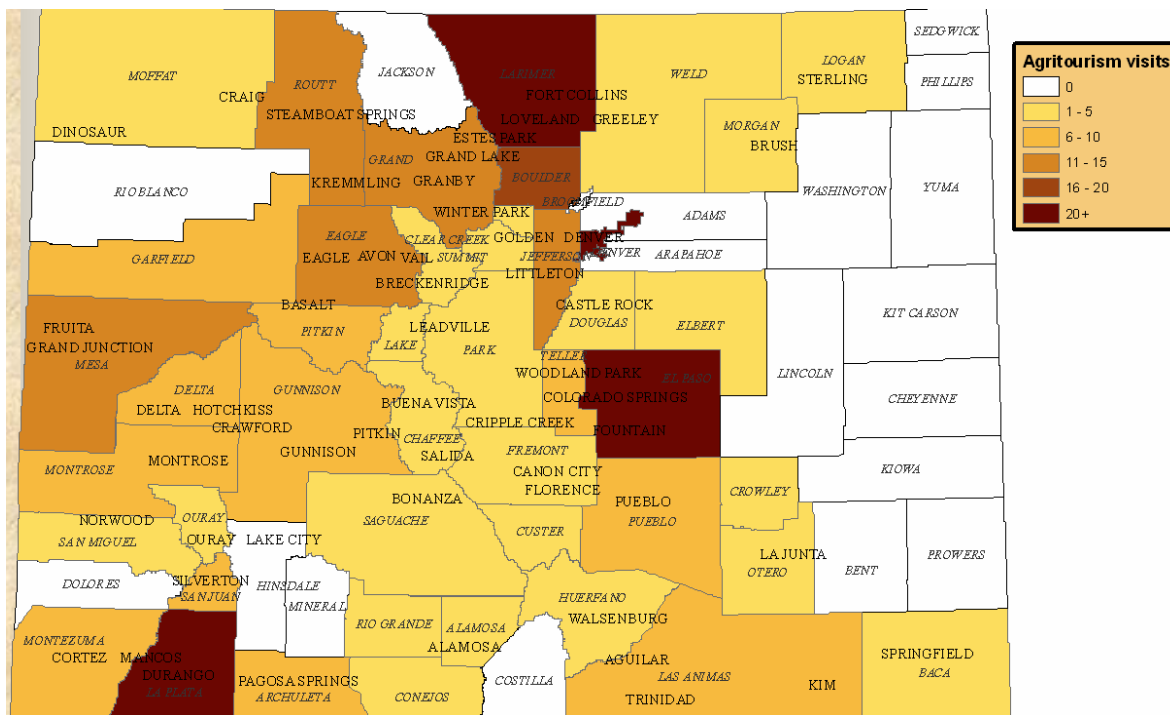 SEDGWICK
Agritourism visits
0
1 - 5
6 - 10
11 - 15
16 - 20
20+
LOGAN
STERLING
PHILLIPS
MOFFAT
CRAIG
ROUTT
JACKSON
LARIMER
WELD
FORT COLLINS
STEAMBOAT SPRINGS
LOVELAND
GREELEY
MORGAN
BRUSH
DINOSAUR
ESTES PARK
GRAND
GRAND LAKE
RIO BLANCO
KREMMLING
GRANBY
BOULDER
WASHINGTON
YUMA
BROOMFIELD
WINTER PARK
ADAMS
EAGLE
CLEAR CREEK
GOLDEN
DENVER
GARFIELD
EAGLE
AVON
VAIL
SUMMIT
JEFFERSON
DENVER
ARAPAHOE
BRECKENRIDGE
LITTLETON
BASALT
CASTLE ROCK
FRUITA
PITKIN
LEADVILLE
DOUGLAS
ELBERT
KIT CARSON
GRAND JUNCTION
LAKE
PARK
MESA
TELLER
LINCOLN
DELTA
GUNNISON
WOODLAND PARK
EL PASO
DELTA
HOTCHKISS
BUENA VISTA
COLORADO SPRINGS
CHEYENNE
CRAWFORD
PITKIN
CHAFFEE
CRIPPLE CREEK
FOUNTAIN
MONTROSE
MONTROSE
GUNNISON
SALIDA
FREMONT
CANON CITY
KIOWA
FLORENCE
BONANZA
PUEBLO
CROWLEY
NORWOOD
OURAY
SAGUACHE
CUSTER
PUEBLO
SAN MIGUEL
OURAY
LAKE CITY
LA JUNTA
OTERO
BENT
PROWERS
DOLORES
SILVERTON
SAN JUAN
HINSDALE
MINERAL
HUERFANO
WALSENBURG
RIO GRANDE
ALAMOSA
ALAMOSA
MONTEZUMA
CORTEZ
MANCOS
DURANGO
LA PLATA
PAGOSA SPRINGS
ARCHULETA
CONEJOS
COSTILLA
AGUILAR
LAS ANIMAS
TRINIDAD
KIM
SPRINGFIELD
BACA